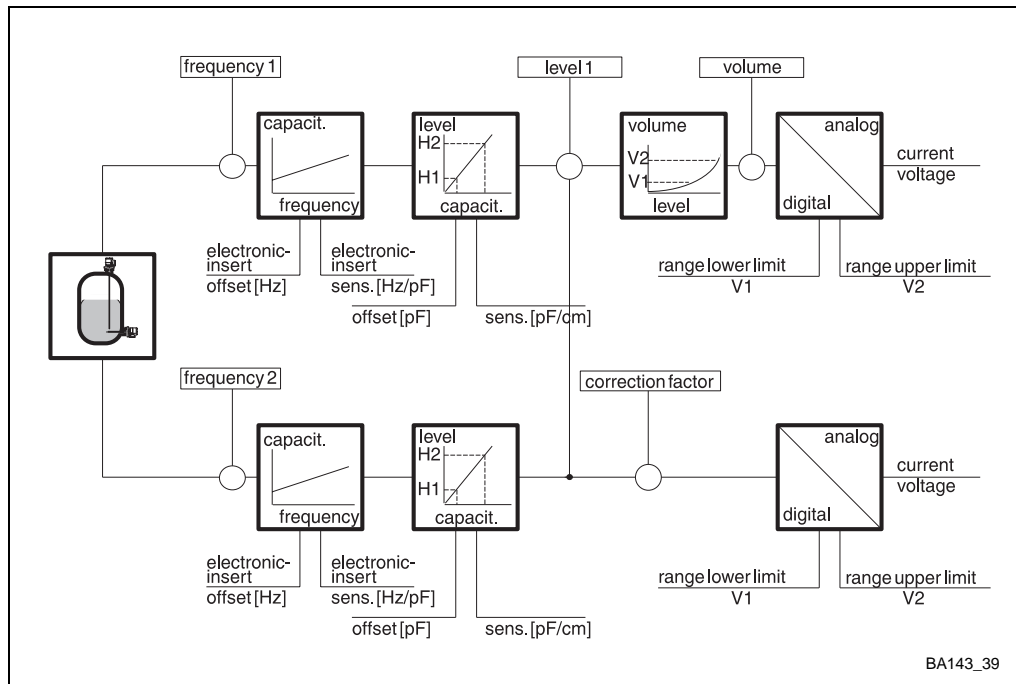 frequency 1
level 1
volume
capacit.
frequency
level
H2
H1
capacit.
volume
V2
V1
level
analog
digital
current
voltage
electronic-
insert
offset [Hz]
electronic-
insert
sens. [Hz/pF]
offset [pF]
sens. [pF/cm]
range lower limit
V1
range upper limit
V2
frequency 2
correction factor
capacit.
frequency
level
H2
H1
capacit.
analog
digital
current
voltage
electronic-
insert
offset [Hz]
electronic-
insert
sens. [Hz/pF]
offset [pF]
sens. [pF/cm]
range lower limit
V1
range upper limit
V2
BA143_39